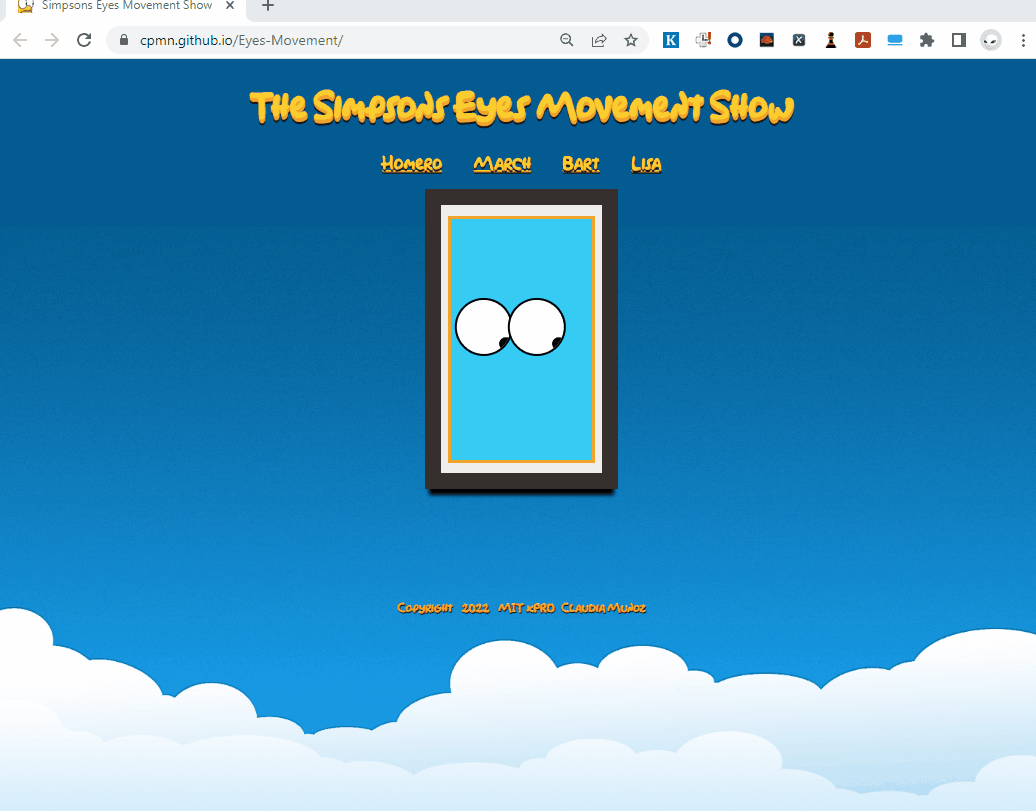 Simpsons Eyes Movement Show
cpmn.github.io/Eyes-Movement/
The Simpsons Eyes Movement Show
Homero March Bart Lisa
Copyright 2022 MIT xPRO Claudia Muñoz